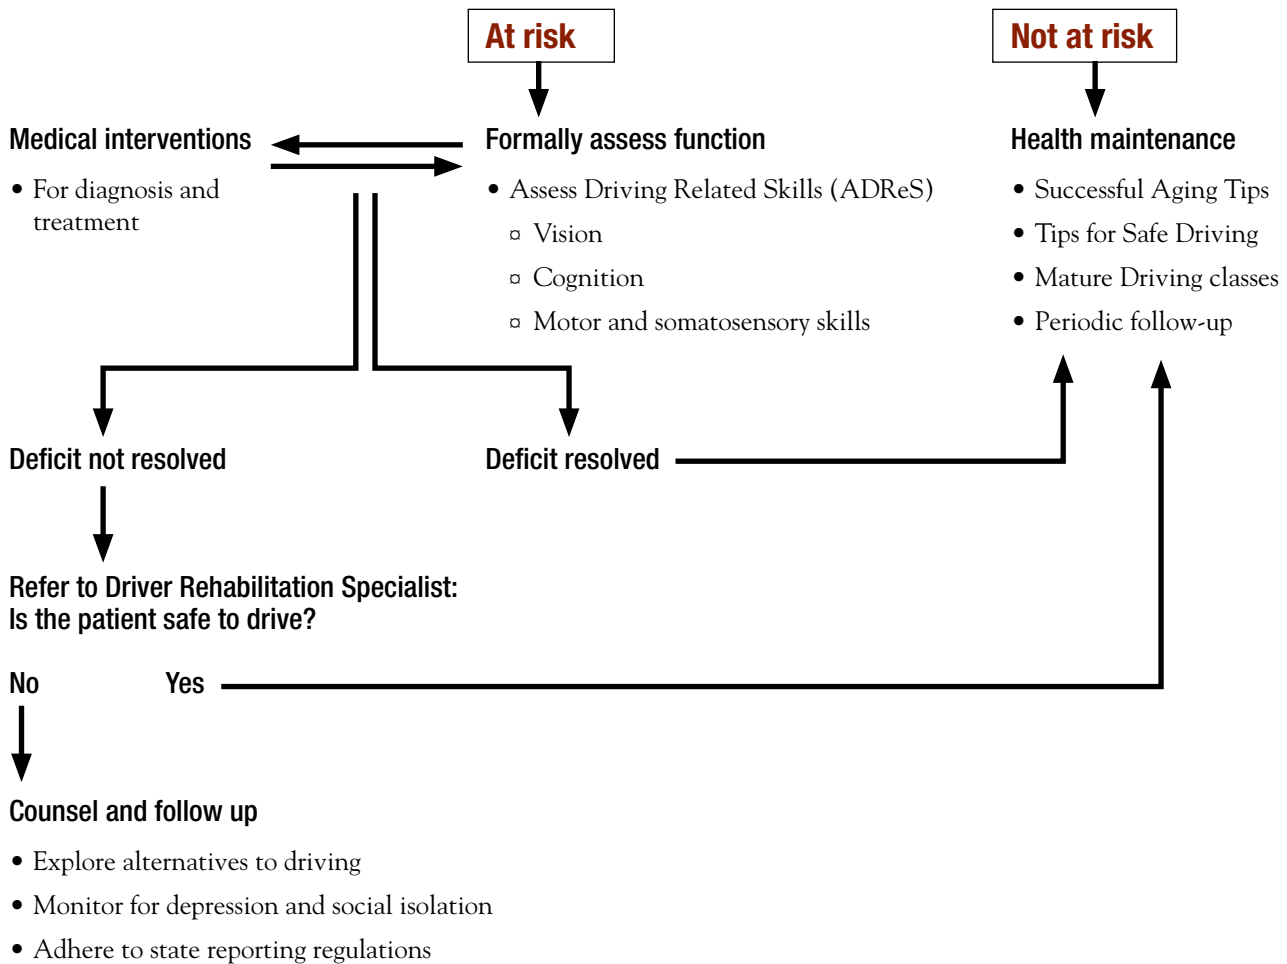 At risk
Not at risk
Medical interventions
• For diagnosis and
treatment
Formally assess function
• Assess Driving Related Skills (ADReS)
¤ Vision
¤ Cognition
¤ Motor and somatosensory skills
Health maintenance
• Successful Aging Tips
• Tips for Safe Driving
• Mature Driving classes
• Periodic follow-up
Deficit not resolved
Deficit resolved
Refer to Driver Rehabilitation Specialist:
Is the patient safe to drive?
No
Yes
Counsel and follow up
• Explore alternatives to driving
• Monitor for depression and social isolation
• Adhere to state reporting regulations